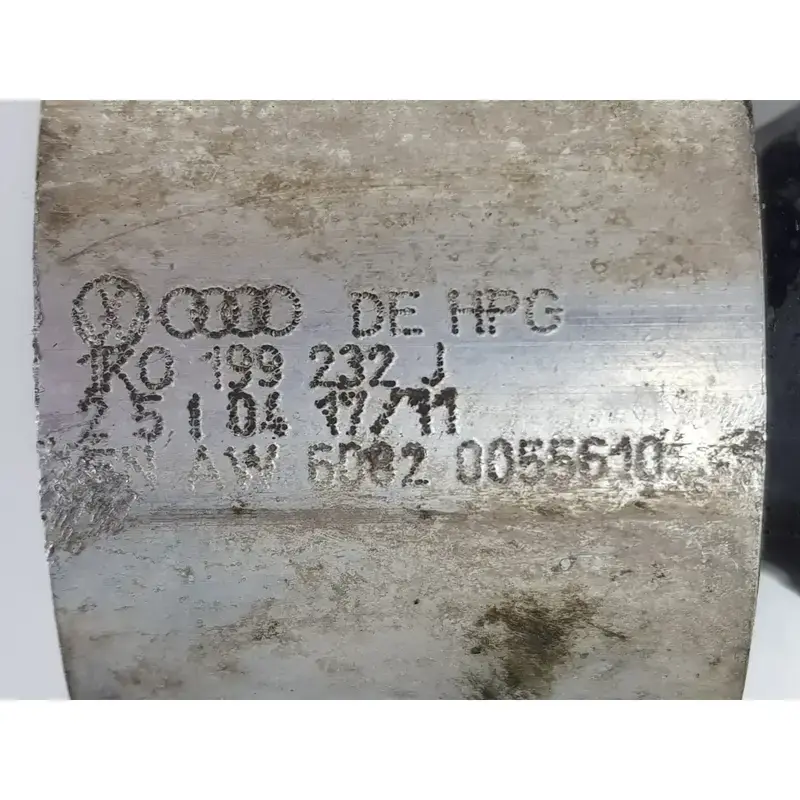 DE HPG
1K0 199 232 J
2 5 1 04 17/11
AW 6082 0055610